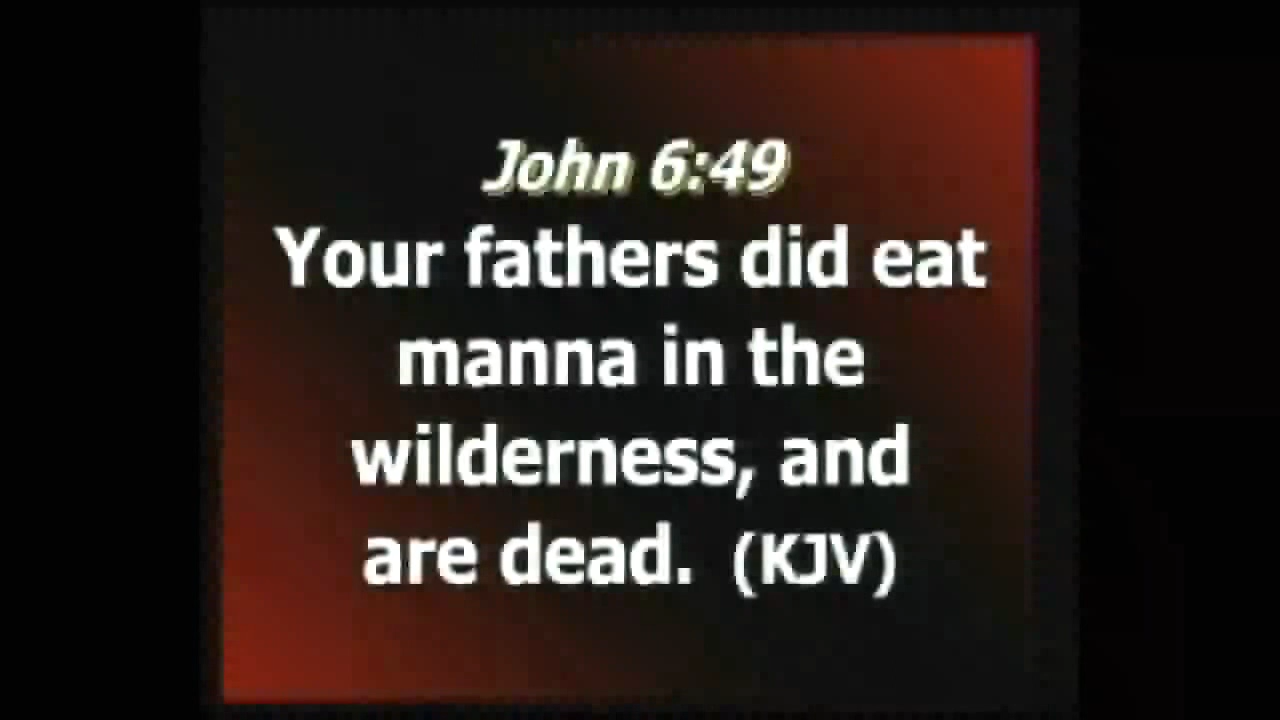 John 6:49
Your fathers did eat
manna in the
wilderness, and
are dead. (KJV)